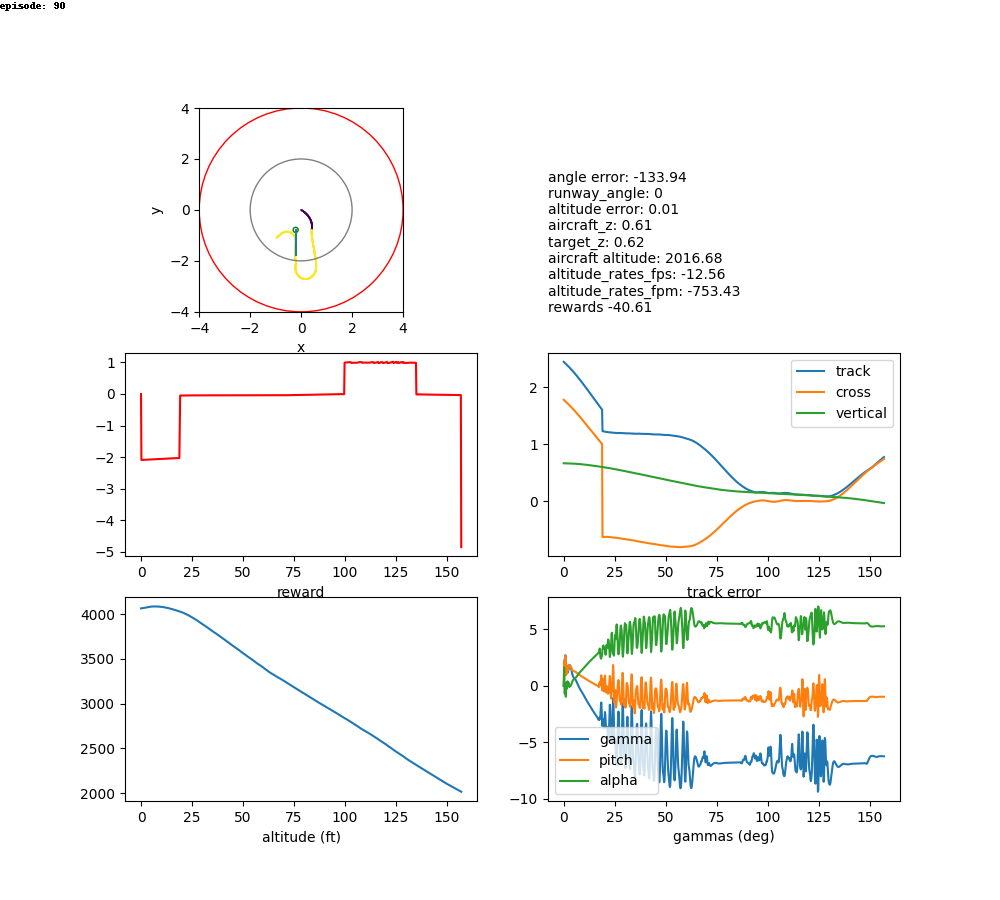 episode: 90
4
2
0
−2
−4
y
−4 −2 0 2 4
x
angle error: -133.94
runway_angle: 0
altitude error: 0.01
aircraft_z: 0.61
target_z: 0.62
aircraft altitude: 2016.68
altitude_rates_fps: -12.56
altitude_rates_fpm: -753.43
rewards -40.61
1
0
−1
−2
−3
−4
−5
0 25 50 75 100 125 150
reward
2
1
0
track
cross
vertical
0 25 50 75 100 125 150
track error
4000
3500
3000
2500
2000
0 25 50 75 100 125 150
altitude (ft)
5
0
−5
−10
gamma
pitch
alpha
0 25 50 75 100 125 150
gammas (deg)